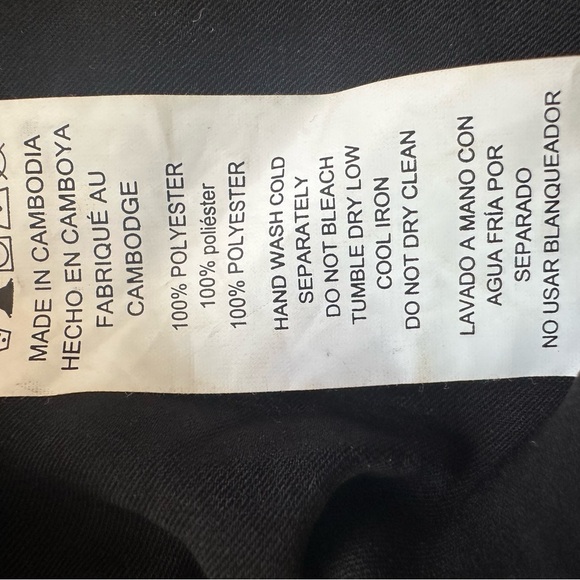 MADE IN CAMBODIA
HECHO EN CAMBOYA
FABRIQUÉ AU
CAMBODGE
100% POLYESTER
100% poliéster
100% POLYESTER
HAND WASH COLD
SEPARATELY
DO NOT BLEACH
TUMBLE DRY LOW
COOL IRON
DO NOT DRY CLEAN
LAVADO A MANO CON
AGUA FRÍA POR
SEPARADO
NO USAR BLANQUEADOR